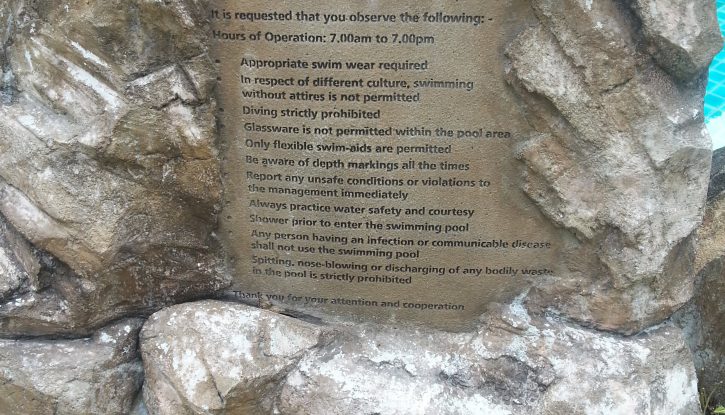 It is requested that you observe the following: -
Hours of Operation: 7.00am to 7.00pm
Appropriate swim wear required
In respect of different culture, swimming
without attires is not permitted
Diving strictly prohibited
Glassware is not permitted within the pool area
Only flexible swim-aids are permitted
Be aware of depth markings all the times
Report any unsafe conditions or violations to
the management immediately
Always practice water safety and courtesy
Shower prior to enter the swimming pool
Any person having an infection or communicable disease
shall not use the swimming pool
Spitting, nose-blowing or discharging of any bodily waste
in the pool is strictly prohibited
Thank you for your attention and cooperation